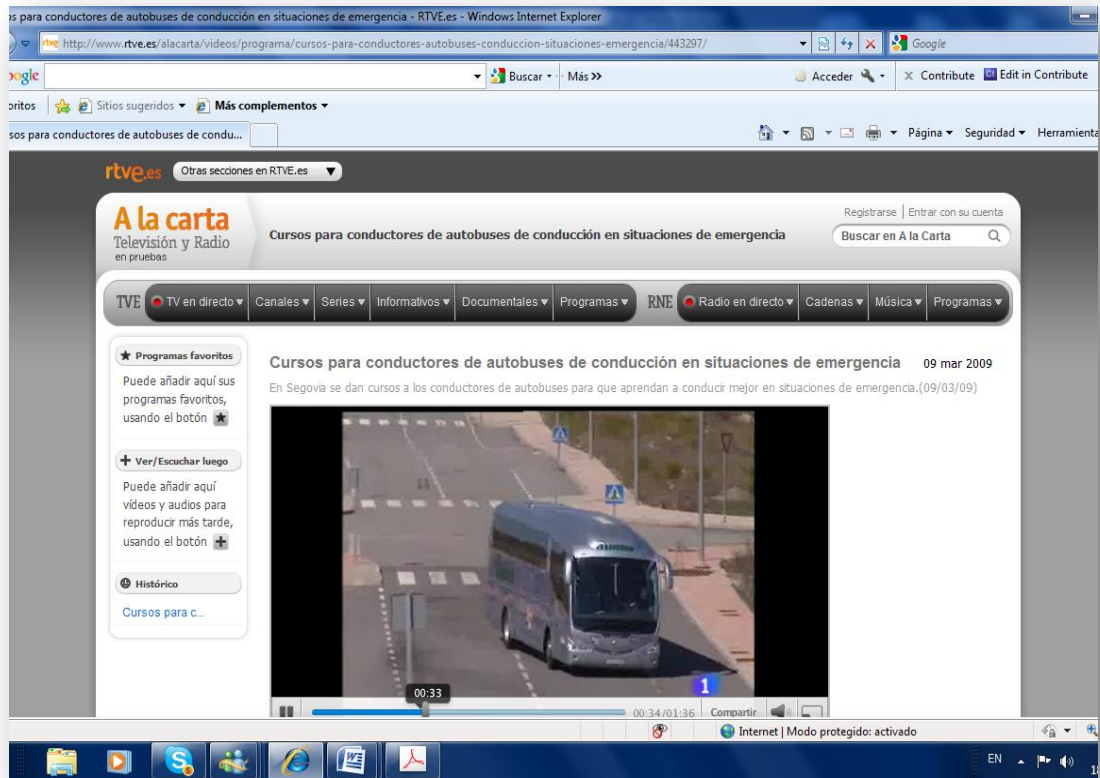 os para conductores de autobuses de conducción en situaciones de emergencia - RTVE.es - Windows Internet Explorer
rtve http://www.rtve.es/alacarta/videos/programa/cursos-para-conductores-autobuses-conduccion-situaciones-emergencia/443297/
Google
oogle
Buscar
Más >>
Acceder
x Contribute
Edit in Contribute
oritos
Sitios sugeridos
Más complementos
sos para conductores de autobuses de condu...
Página
Seguridad
Herramienta
rtve.es
Otras secciones en RTVE.es
A la carta
Televisión y Radio
en pruebas
Cursos para conductores de autobuses de conducción en situaciones de emergencia
Registrarse | Entrar con su cuenta
Buscar en A la Carta
TVE TV en directo Canales Series Informativos Documentales Programas RNE Radio en directo Cadenas Música Programas
Programas favoritos
Puede añadir aquí sus
programas favoritos,
usando el botón
Ver/Escuchar luego
Puede añadir aquí
vídeos y audios para
reproducir más tarde,
usando el botón
Histórico
Cursos para c...
Cursos para conductores de autobuses de conducción en situaciones de emergencia 09 mar 2009
En Segovia se dan cursos a los conductores de autobuses para que aprendan a conducir mejor en situaciones de emergencia.(09/03/09)
1
00:33
00:34/01:36
Compartir
Internet | Modo protegido: activado
EN